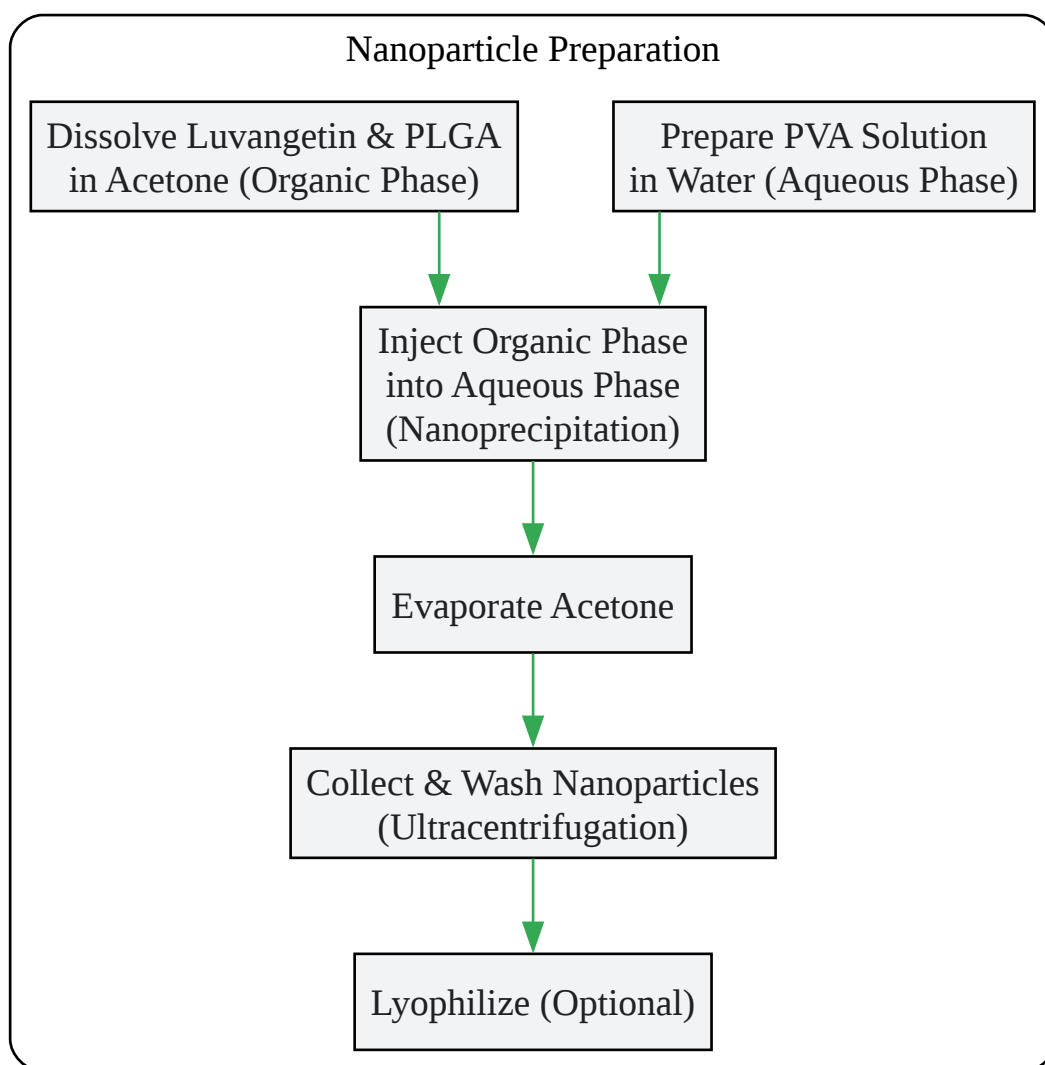 Nanoparticle Preparation
Dissolve Luvangetin & PLGA
in Acetone (Organic Phase)
Prepare PVA Solution
in Water (Aqueous Phase)
Inject Organic Phase
into Aqueous Phase
(Nanoprecipitation)
Evaporate Acetone
Collect & Wash Nanoparticles
(Ultracentrifugation)
Lyophilize (Optional)